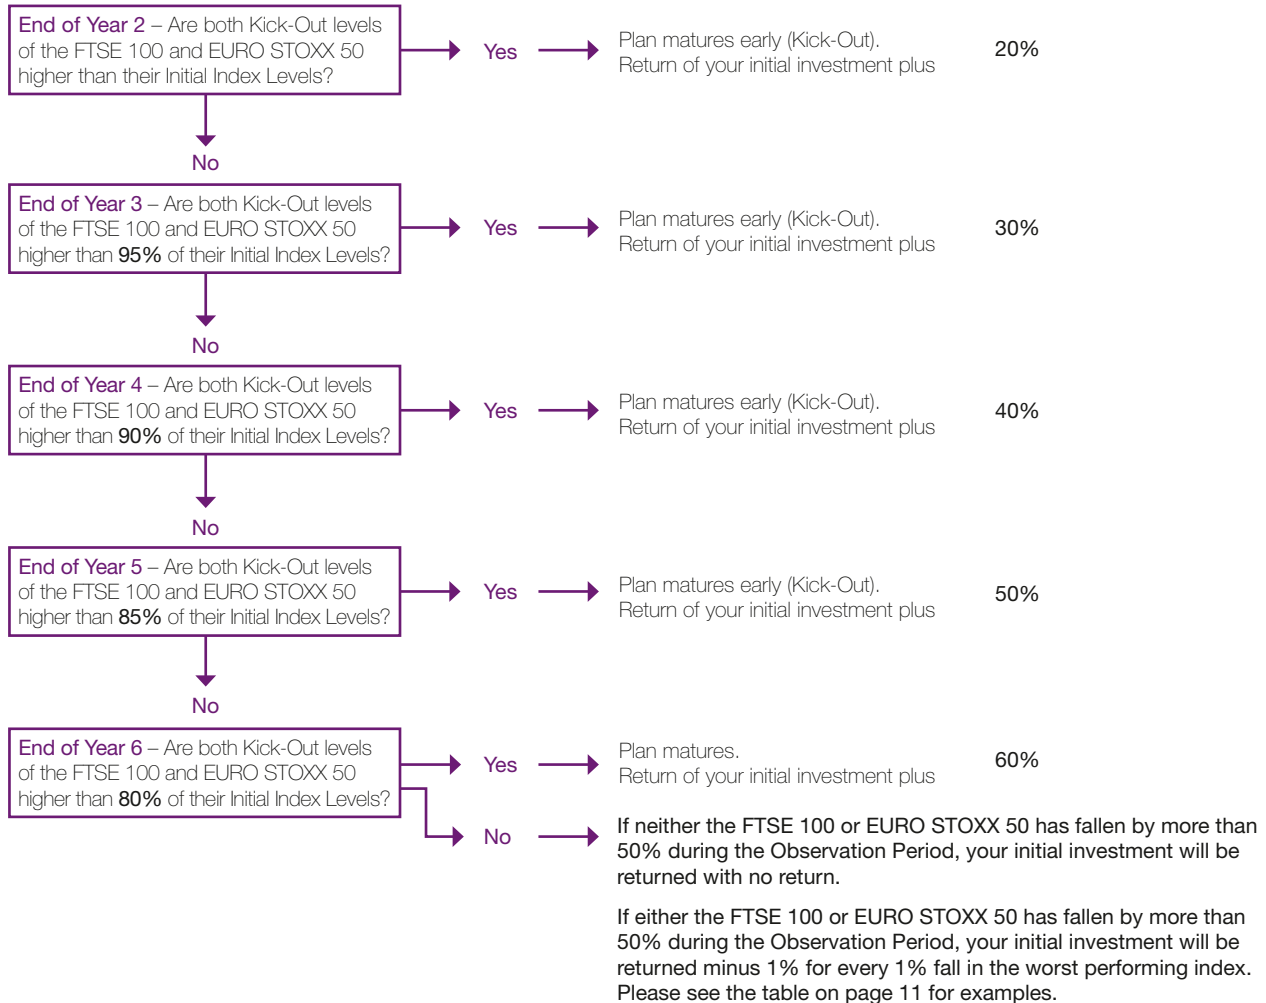 End of Year 2 – Are both Kick-Out levels
of the FTSE 100 and EURO STOXX 50
higher than their Initial Index Levels?
Yes
Plan matures early (Kick-Out).
Return of your initial investment plus
20%
No
End of Year 3 – Are both Kick-Out levels
of the FTSE 100 and EURO STOXX 50
higher than 95% of their Initial Index Levels?
Yes
Plan matures early (Kick-Out).
Return of your initial investment plus
30%
No
End of Year 4 – Are both Kick-Out levels
of the FTSE 100 and EURO STOXX 50
higher than 90% of their Initial Index Levels?
Yes
Plan matures early (Kick-Out).
Return of your initial investment plus
40%
No
End of Year 5 – Are both Kick-Out levels
of the FTSE 100 and EURO STOXX 50
higher than 85% of their Initial Index Levels?
Yes
Plan matures early (Kick-Out).
Return of your initial investment plus
50%
No
End of Year 6 – Are both Kick-Out levels
of the FTSE 100 and EURO STOXX 50
higher than 80% of their Initial Index Levels?
Yes
Plan matures.
Return of your initial investment plus
60%
No
If neither the FTSE 100 or EURO STOXX 50 has fallen by more than
50% during the Observation Period, your initial investment will be
returned with no return.
If either the FTSE 100 or EURO STOXX 50 has fallen by more than
50% during the Observation Period, your initial investment will be
returned minus 1% for every 1% fall in the worst performing index.
Please see the table on page 11 for examples.